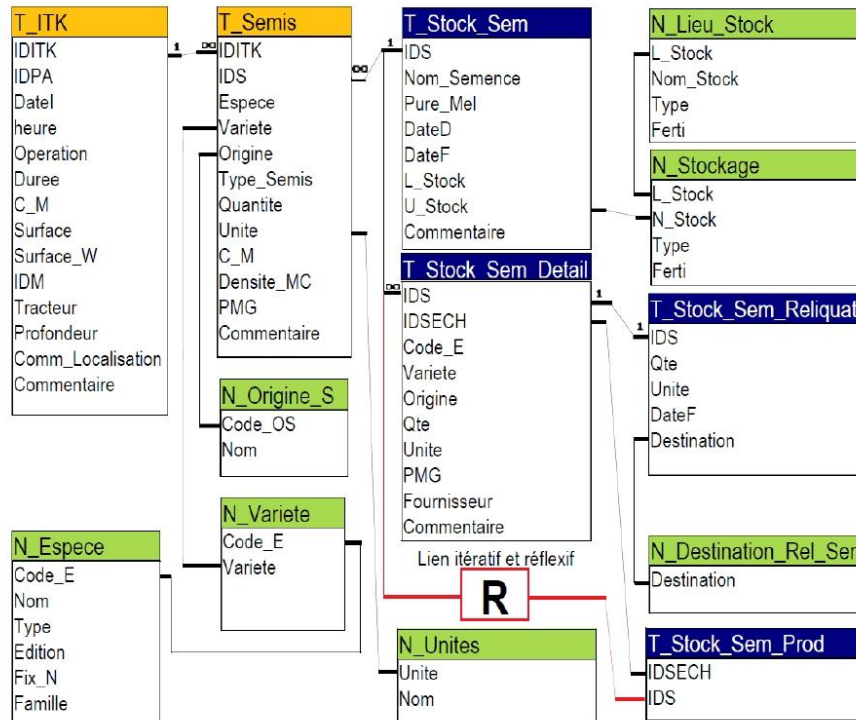 T_ITK
IDITK
IDPA
DateI
heure
Operation
Duree
C_M
Surface
Surface_W
IDM
Tracteur
Profondeur
Comm_Localisation
Commentaire
1
∞
T_Semis
IDITK
IDS
Espece
Variete
Origine
Type_Semis
Quantite
Unite
C_M
Densite_MC
PMG
Commentaire
∞
1
T_Stock_Sem
IDS
Nom_Semence
Pure_Mel
DateD
DateF
L_Stock
U_Stock
Commentaire
N_Lieu_Stock
L_Stock
Nom_Stock
Type
Ferti
N_Stockage
L_Stock
N_Stock
Type
Ferti
T_Stock_Sem_Detail
∞
IDS
IDSECH
Code_E
Variete
Origine
Qte
Unite
PMG
Fournisseur
Commentaire
1
1
T_Stock_Sem_Reliquat
IDS
Qte
Unite
DateF
Destination
N_Origine_S
Code_OS
Nom
N_Variete
Code_E
Variete
N_Espece
Code_E
Nom
Type
Edition
Fix_N
Famille
Lien itératif et réflexif
R
N_Unites
Unite
Nom
N_Destination_Rel_Ser
Destination
T_Stock_Sem_Prod
IDSECH
IDS